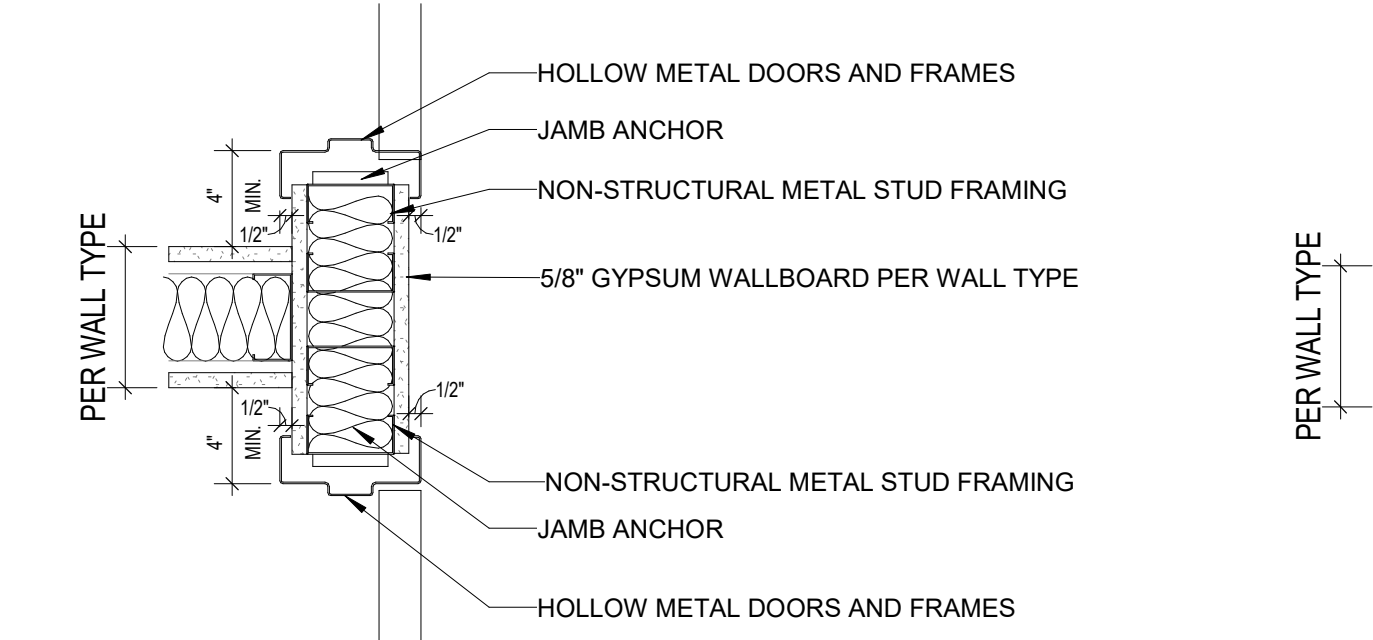 HOLLOW METAL DOORS AND FRAMES
JAMB ANCHOR
NON-STRUCTURAL METAL STUD FRAMING
4"
MIN.
1/2"
1/2"
PER WALL TYPE
5/8" GYPSUM WALLBOARD PER WALL TYPE
PER WALL TYPE
1/2"
1/2"
4"
MIN.
NON-STRUCTURAL METAL STUD FRAMING
JAMB ANCHOR
HOLLOW METAL DOORS AND FRAMES